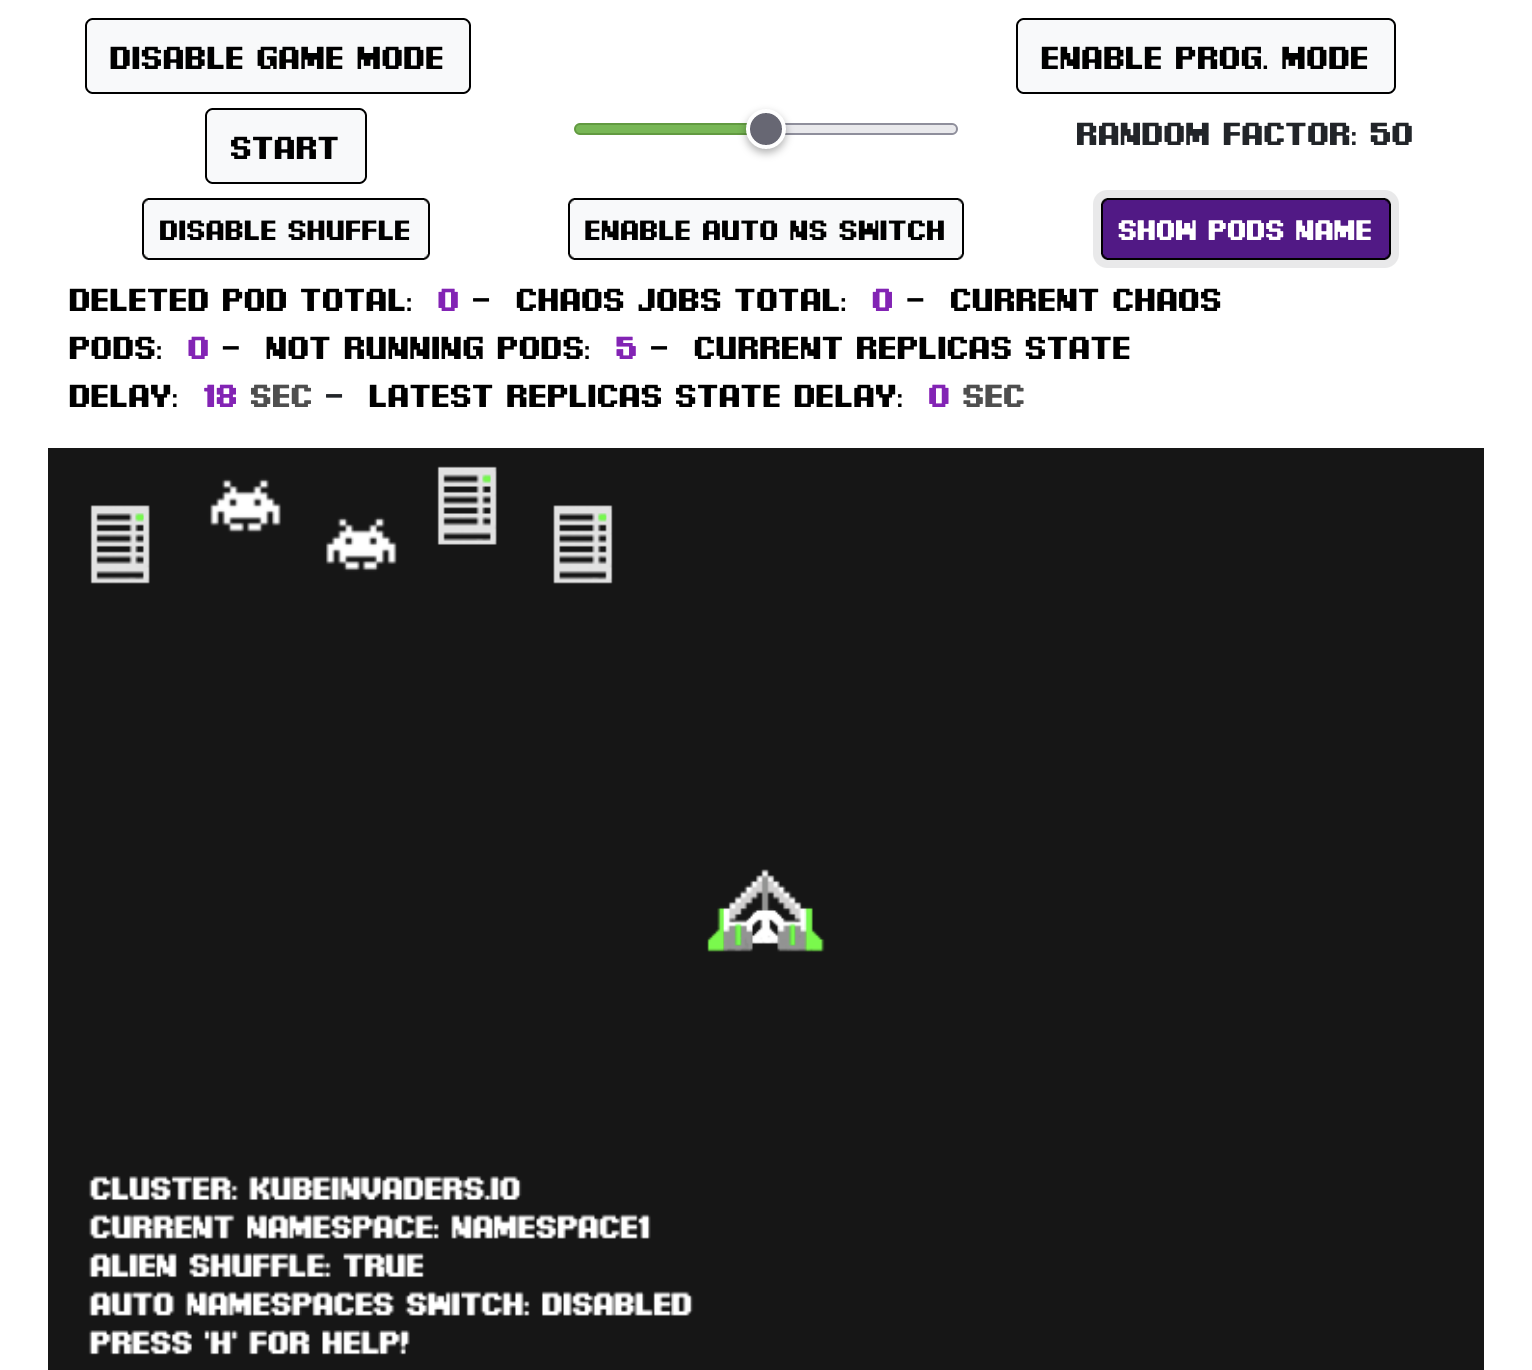 DISABLE GAME MODE
ENABLE PROG. MODE
START
RANDOM FACTOR: 50
DISABLE SHUFFLE
ENABLE AUTO NS SWITCH
SHOW PODS NAME
DELETED POD TOTAL: 0 - CHAOS JOBS TOTAL: 0 - CURRENT CHAOS
PODS: 0 - NOT RUNNING PODS: 5 - CURRENT REPLICAS STATE
DELAY: 18 SEC - LATEST REPLICAS STATE DELAY: 0 SEC
CLUSTER: KUBEINVADERS.IO
CURRENT NAMESPACE: NAMESPACE1
ALIEN SHUFFLE: TRUE
AUTO NAMESPACES SWITCH: DISABLED
PRESS 'H' FOR HELP!